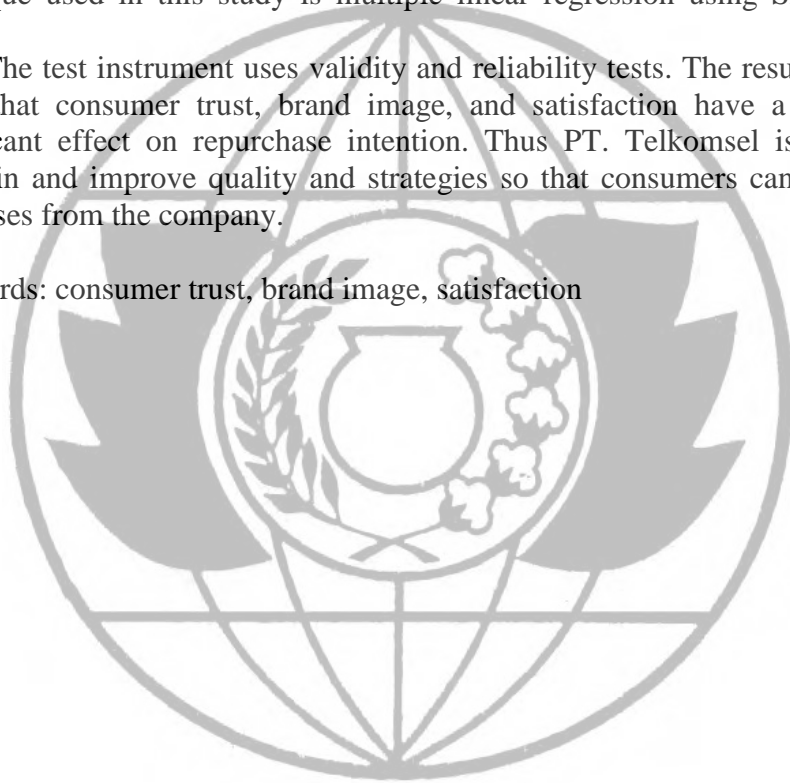 que used in this study is multiple linear regression using S
The test instrument uses validity and reliability tests. The resu
hat consumer trust, brand image, and satisfaction have a
cant effect on repurchase intention. Thus PT. Telkomsel is
in and improve quality and strategies so that consumers can
ses from the company.
rds: consumer trust, brand image, satisfaction